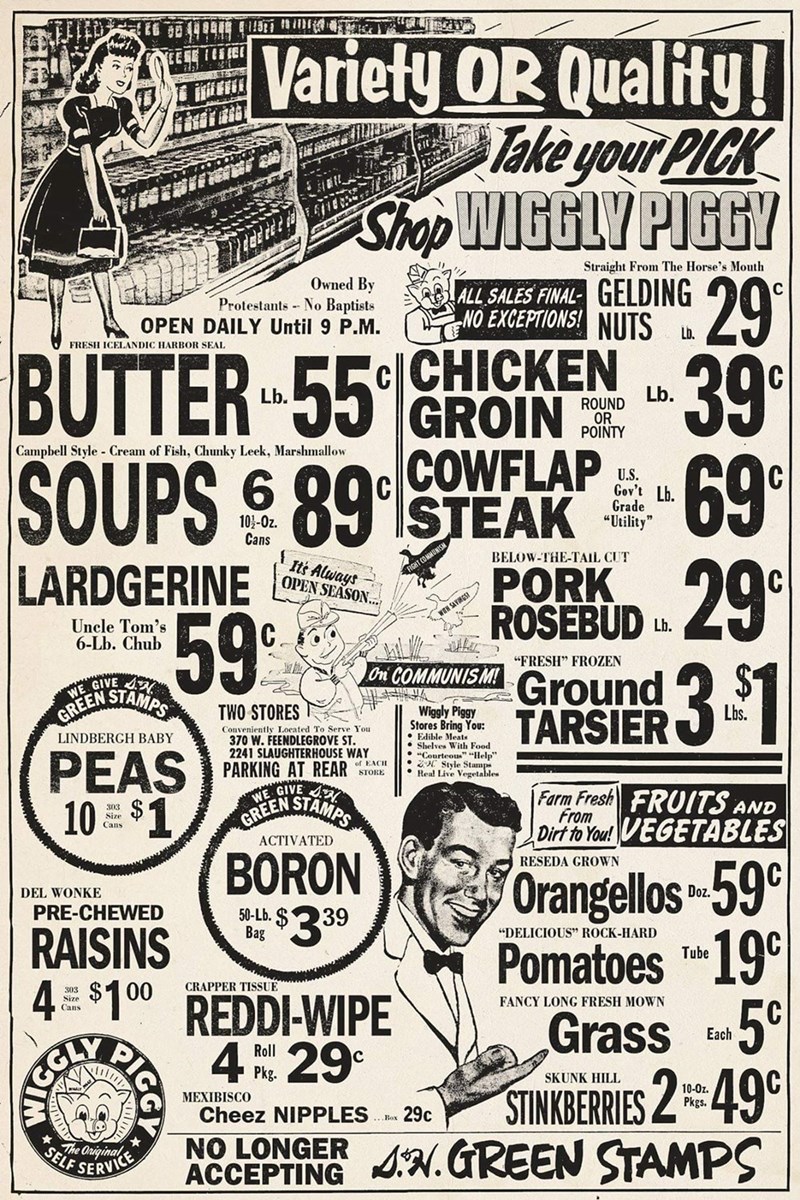 Variety OR Quality!
Take your PICK
Shop WIGGLY PIGGY
Owned By
Protestants - No Baptists
OPEN DAILY Until 9 P.M.
ALL SALES FINAL-
NO EXCEPTIONS!
Straight From The Horse's Mouth
GELDING
NUTS Lb. 29c
FRESH ICELANDIC HARBOR SEAL
BUTTER Lb. 55c
CHICKEN
GROIN ROUND
OR
POINTY
Lb. 39c
Campbell Style - Cream of Fish, Chunky Leek, Marshmallow
SOUPS 6
10½-Oz.
Cans
89c
COWFLAP
STEAK
U.S.
Gov't
Grade
"Utility"
Lb. 69c
LARDGERINE
Uncle Tom's
6-Lb. Chub
59c
It's Always
OPEN SEASON...
FIGHT COMMUNISM
WOW SAVINGS!
On COMMUNISM!
BELOW-THE-TAIL CUT
PORK
ROSEBUD Lb. 29c
"FRESH" FROZEN
Ground
TARSIER 3 Lbs. $1
WE GIVE S.&H.
GREEN STAMPS
LINDBERGH BABY
PEAS
10 303
Size
Cans
$1
TWO STORES
Conveniently Located To Serve You
370 W. FEENDLEGROVE ST.
2241 SLAUGHTERHOUSE WAY
PARKING AT REAR of EACH
STORE
Wiggly Piggy
Stores Bring You:
• Edible Meats
• Shelves With Food
• "Courteous" "Help"
• S&H Style Stamps
• Real Live Vegetables
WE GIVE S.&H.
GREEN STAMPS
ACTIVATED
BORON
50-Lb.
Bag
$3 39
Farm Fresh
From
Dirt to You!
FRUITS AND
VEGETABLES
RESEDA GROWN
Orangellos Doz. 59c
"DELICIOUS" ROCK-HARD
Pomatoes Tube 19c
FANCY LONG FRESH MOWN
Grass Each 5c
SKUNK HILL
STINKBERRIES 2 10-Oz.
Pkgs.
49c
DEL WONKE
PRE-CHEWED
RAISINS
4 303
Size
Cans
$1 00
CRAPPER TISSUE
REDDI-WIPE
4 Roll
Pkg.
29c
MEXIBISCO
Cheez NIPPLES ...Box 29c
WIGGLY PIGGY
The Original
SELF SERVICE
NO LONGER
ACCEPTING
S.&H. GREEN STAMPS